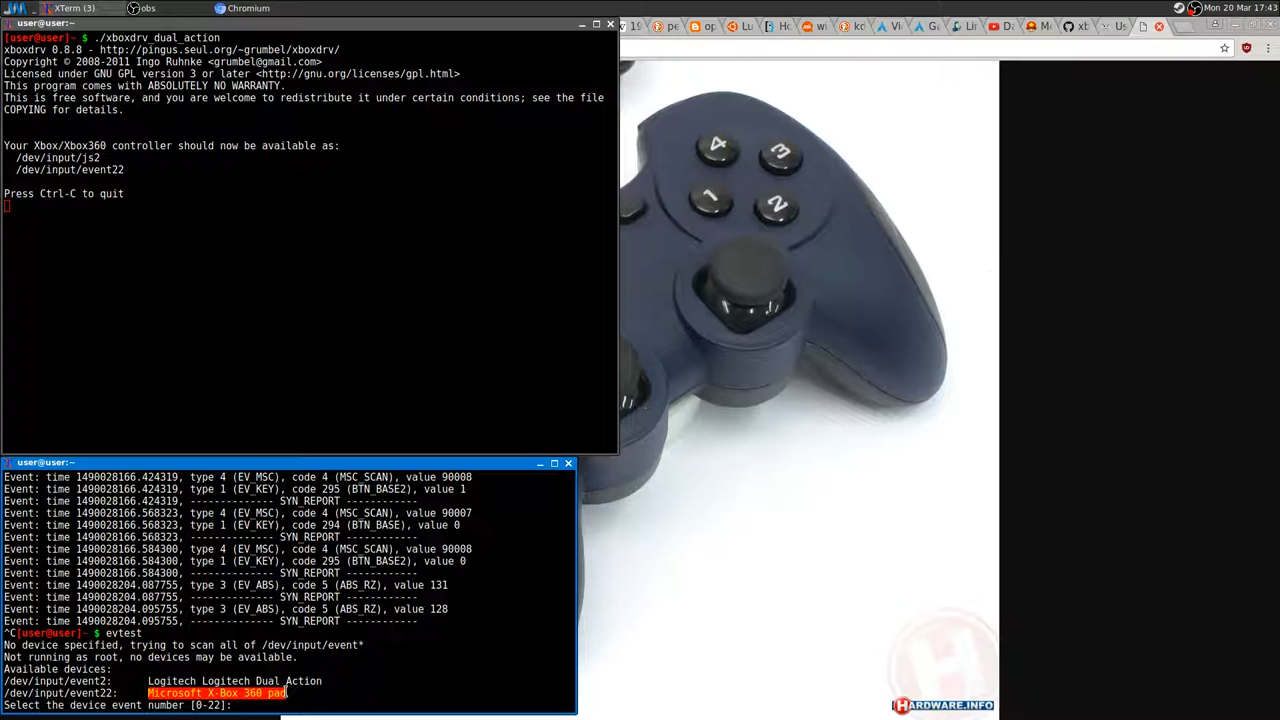 XTerm (3)
obs
Chromium
Mon 20 Mar, 17:43
user@user:~
[user@user]~ $ ./xboxdrv_dual_action
xboxdrv 0.8.8 - http://pingus.seul.org/~grumbel/xboxdrv/
Copyright © 2008-2011 Ingo Ruhnke <grumbel@gmail.com>
Licensed under GNU GPL version 3 or later <http://gnu.org/licenses/gpl.html>
This program comes with ABSOLUTELY NO WARRANTY.
This is free software, and you are welcome to redistribute it under certain conditions; see the file
COPYING for details.
Your Xbox/Xbox360 controller should now be available as:
/dev/input/js2
/dev/input/event22
Press Ctrl-C to quit
4
3
1
2
user@user:~
Event: time 1490028166.424319, type 4 (EV_MSC), code 4 (MSC_SCAN), value 90008
Event: time 1490028166.424319, type 1 (EV_KEY), code 295 (BTN_BASE2), value 1
Event: time 1490028166.424319, -------------- SYN_REPORT ------------
Event: time 1490028166.568323, type 4 (EV_MSC), code 4 (MSC_SCAN), value 90007
Event: time 1490028166.568323, type 1 (EV_KEY), code 294 (BTN_BASE), value 0
Event: time 1490028166.568323, -------------- SYN_REPORT ------------
Event: time 1490028166.584300, type 4 (EV_MSC), code 4 (MSC_SCAN), value 90008
Event: time 1490028166.584300, type 1 (EV_KEY), code 295 (BTN_BASE2), value 0
Event: time 1490028166.584300, -------------- SYN_REPORT ------------
Event: time 1490028204.087755, type 3 (EV_ABS), code 5 (ABS_RZ), value 131
Event: time 1490028204.087755, -------------- SYN_REPORT ------------
Event: time 1490028204.095755, type 3 (EV_ABS), code 5 (ABS_RZ), value 128
Event: time 1490028204.095755, -------------- SYN_REPORT ------------
^C[user@user]~ $ evtest
No device specified, trying to scan all of /dev/input/event*
Not running as root, no devices may be available.
Available devices:
/dev/input/event2: Logitech Logitech Dual Action
/dev/input/event22: Microsoft X-Box 360 pad
Select the device event number [0-22]:
HARDWARE.INFO